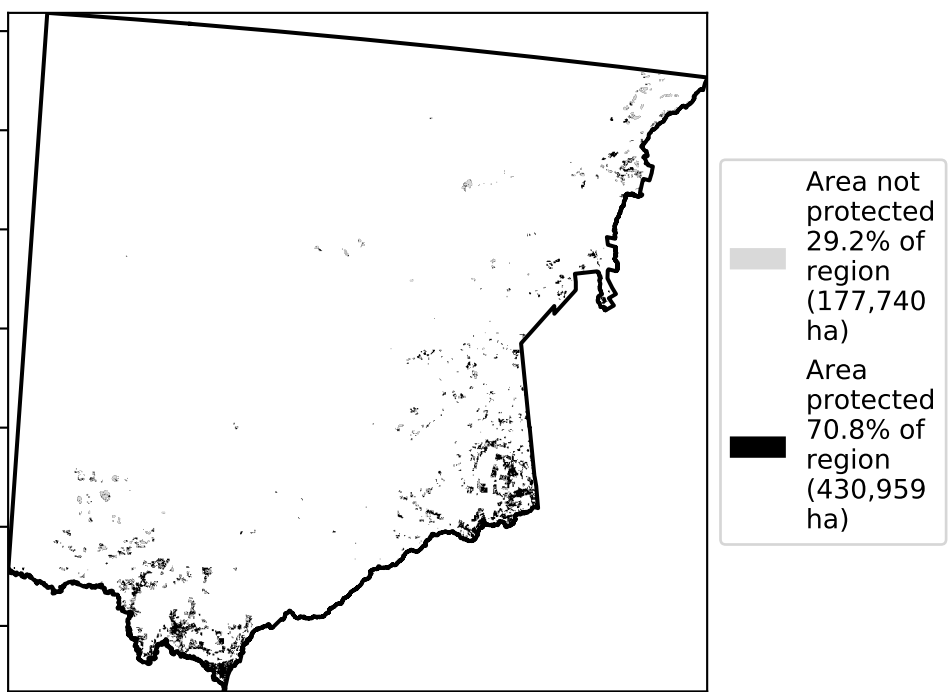 Area not
protected
29.2% of
region
(177,740
ha)
Area
protected
70.8% of
region
(430,959
ha)